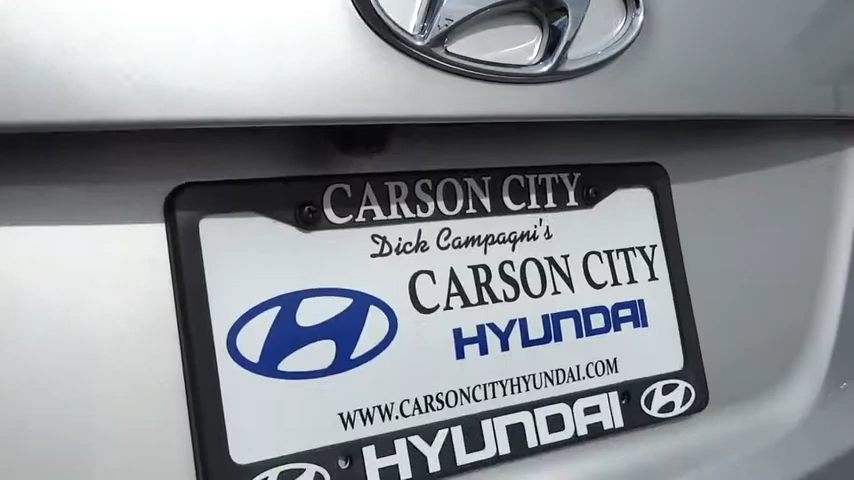 CARSON CITY
Dick Campagni's
CARSON CITY
HYUNDAI
WWW.CARSONCITYHYUNDAI.COM
HYUNDAI